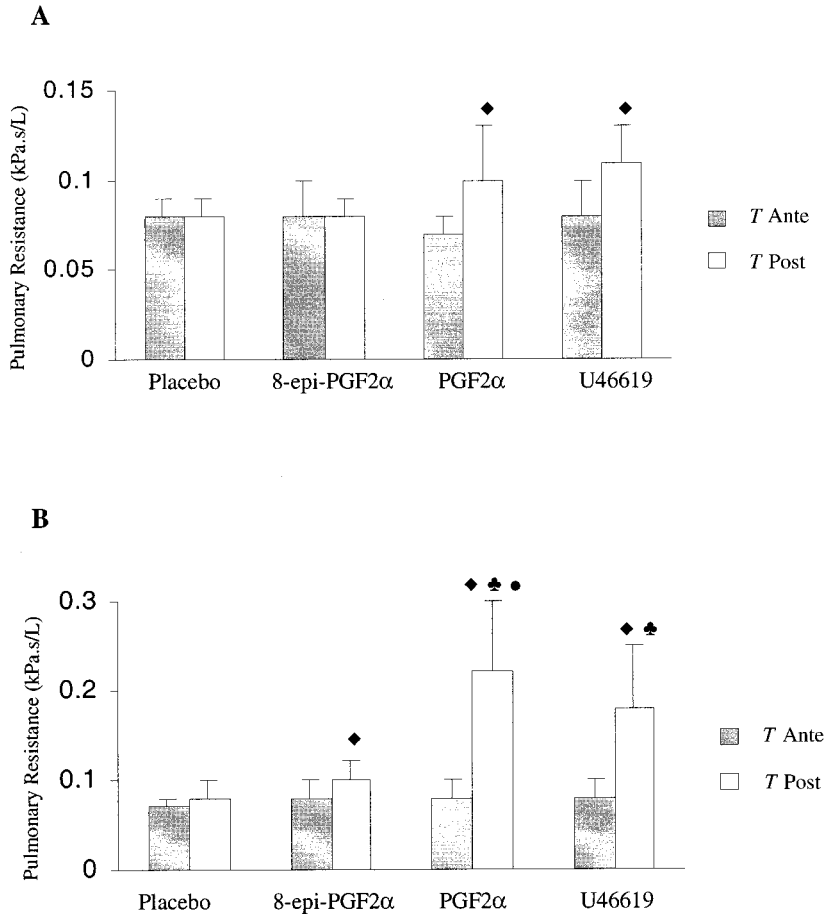 A
Pulmonary Resistance (kPa.s/L)
0.15
◆ ◆
0.1
0.05
0
T Ante
T Post
Placebo 8-epi-PGF2α PGF2α U46619
B
Pulmonary Resistance (kPa.s/L)
0.3
◆ ♣ ●
◆ ♣
0.2
◆
0.1
0
T Ante
T Post
Placebo 8-epi-PGF2α PGF2α U46619